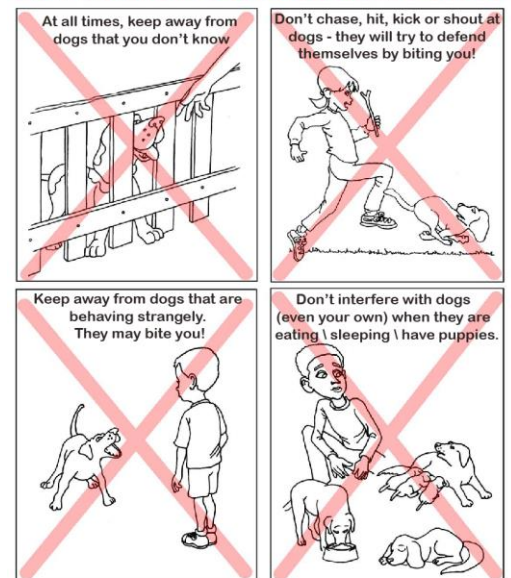 At all times, keep away from
dogs that you don't know
Don't chase, hit, kick or shout at
dogs - they will try to defend
themselves by biting you!
Keep away from dogs that are
behaving strangely.
They may bite you!
Don't interfere with dogs
(even your own) when they are
eating \ sleeping \ have puppies.